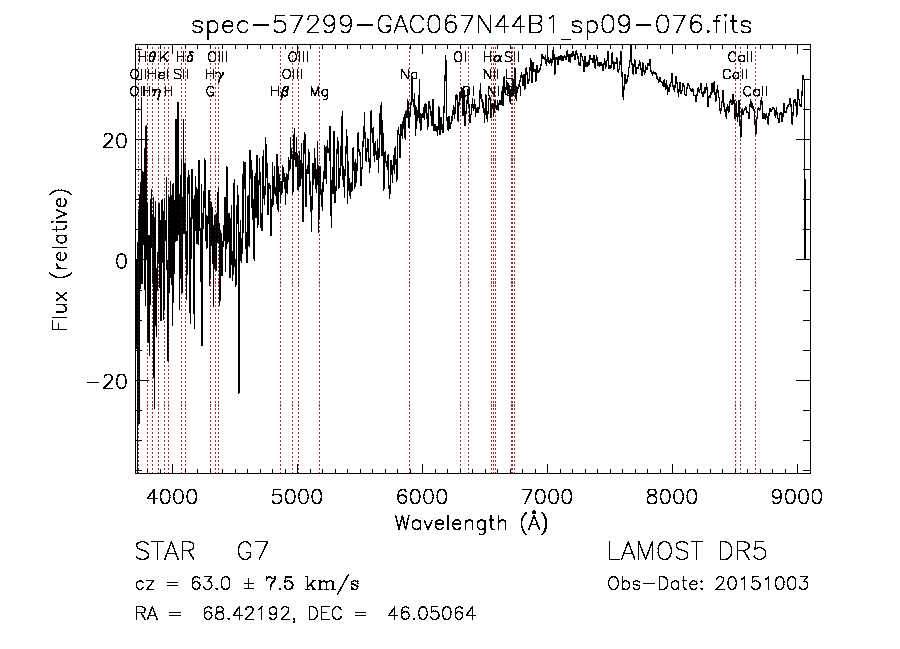 spec-57299-GAC067N44B1_sp09-076.fits
Hθ K Hδ OIII OIII Na OI Hα SII CaII
OII HeI SII Hγ OIII NII CaII
OII Hη H G Hβ Mg OI NII SII CaII
20
0
-20
Flux (relative)
4000 5000 6000 7000 8000 9000
Wavelength (Å)
STAR G7 LAMOST DR5
cz = 63.0 ± 7.5 km/s Obs-Date: 20151003
RA = 68.42192, DEC = 46.05064